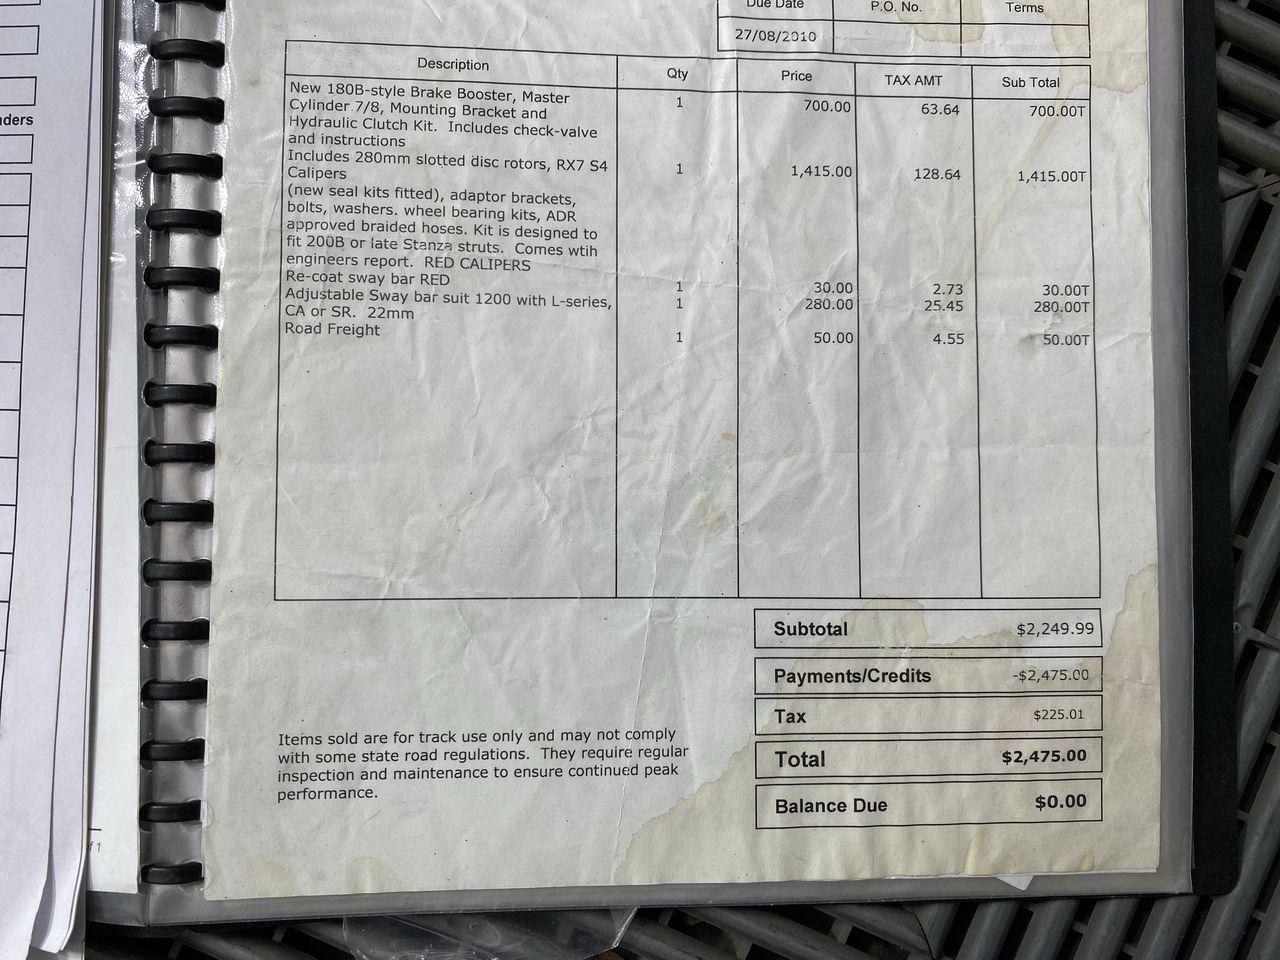 Due Date P.O. No. Terms
27/08/2010
Description Qty Price TAX AMT Sub Total
New 180B-style Brake Booster, Master 1 700.00 63.64 700.00T
Cylinder 7/8, Mounting Bracket and
Hydraulic Clutch Kit. Includes check-valve
and instructions
Includes 280mm slotted disc rotors, RX7 S4 1 1,415.00 128.64 1,415.00T
Calipers
(new seal kits fitted), adaptor brackets,
bolts, washers. wheel bearing kits, ADR
approved braided hoses. Kit is designed to
fit 200B or late Stanza struts. Comes wtih
engineers report. RED CALIPERS
Re-coat sway bar RED 1 30.00 2.73 30.00T
Adjustable Sway bar suit 1200 with L-series, 1 280.00 25.45 280.00T
CA or SR. 22mm
Road Freight 1 50.00 4.55 50.00T
Subtotal $2,249.99
Payments/Credits -$2,475.00
Tax $225.01
Total $2,475.00
Balance Due $0.00
Items sold are for track use only and may not comply
with some state road regulations. They require regular
inspection and maintenance to ensure continued peak
performance.